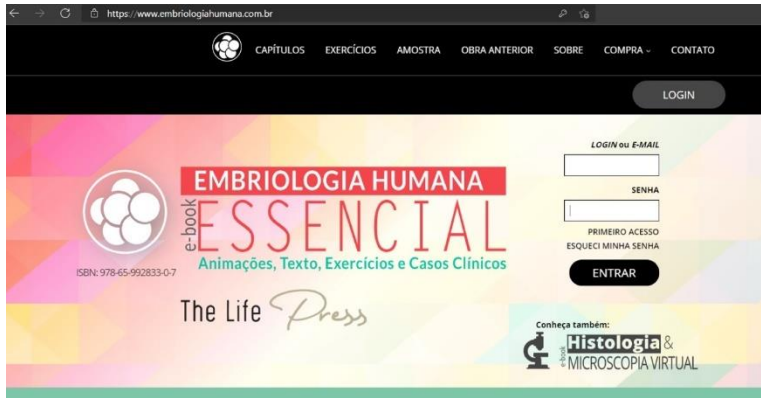 https://www.embriologiahumana.com.br
CAPÍTULOS EXERCÍCIOS AMOSTRA OBRA ANTERIOR SOBRE COMPRA CONTATO
LOGIN
LOGIN ou E-MAIL
SENHA
PRIMEIRO ACESSO
ESQUECI MINHA SENHA
ENTRAR
EMBRIOLOGIA HUMANA
e-book ESSENCIAL
Animações, Texto, Exercícios e Casos Clínicos
ISBN: 978-65-992833-0-7
The Life Press
Conheça também:
e-book Histologia &
MICROSCOPIA VIRTUAL